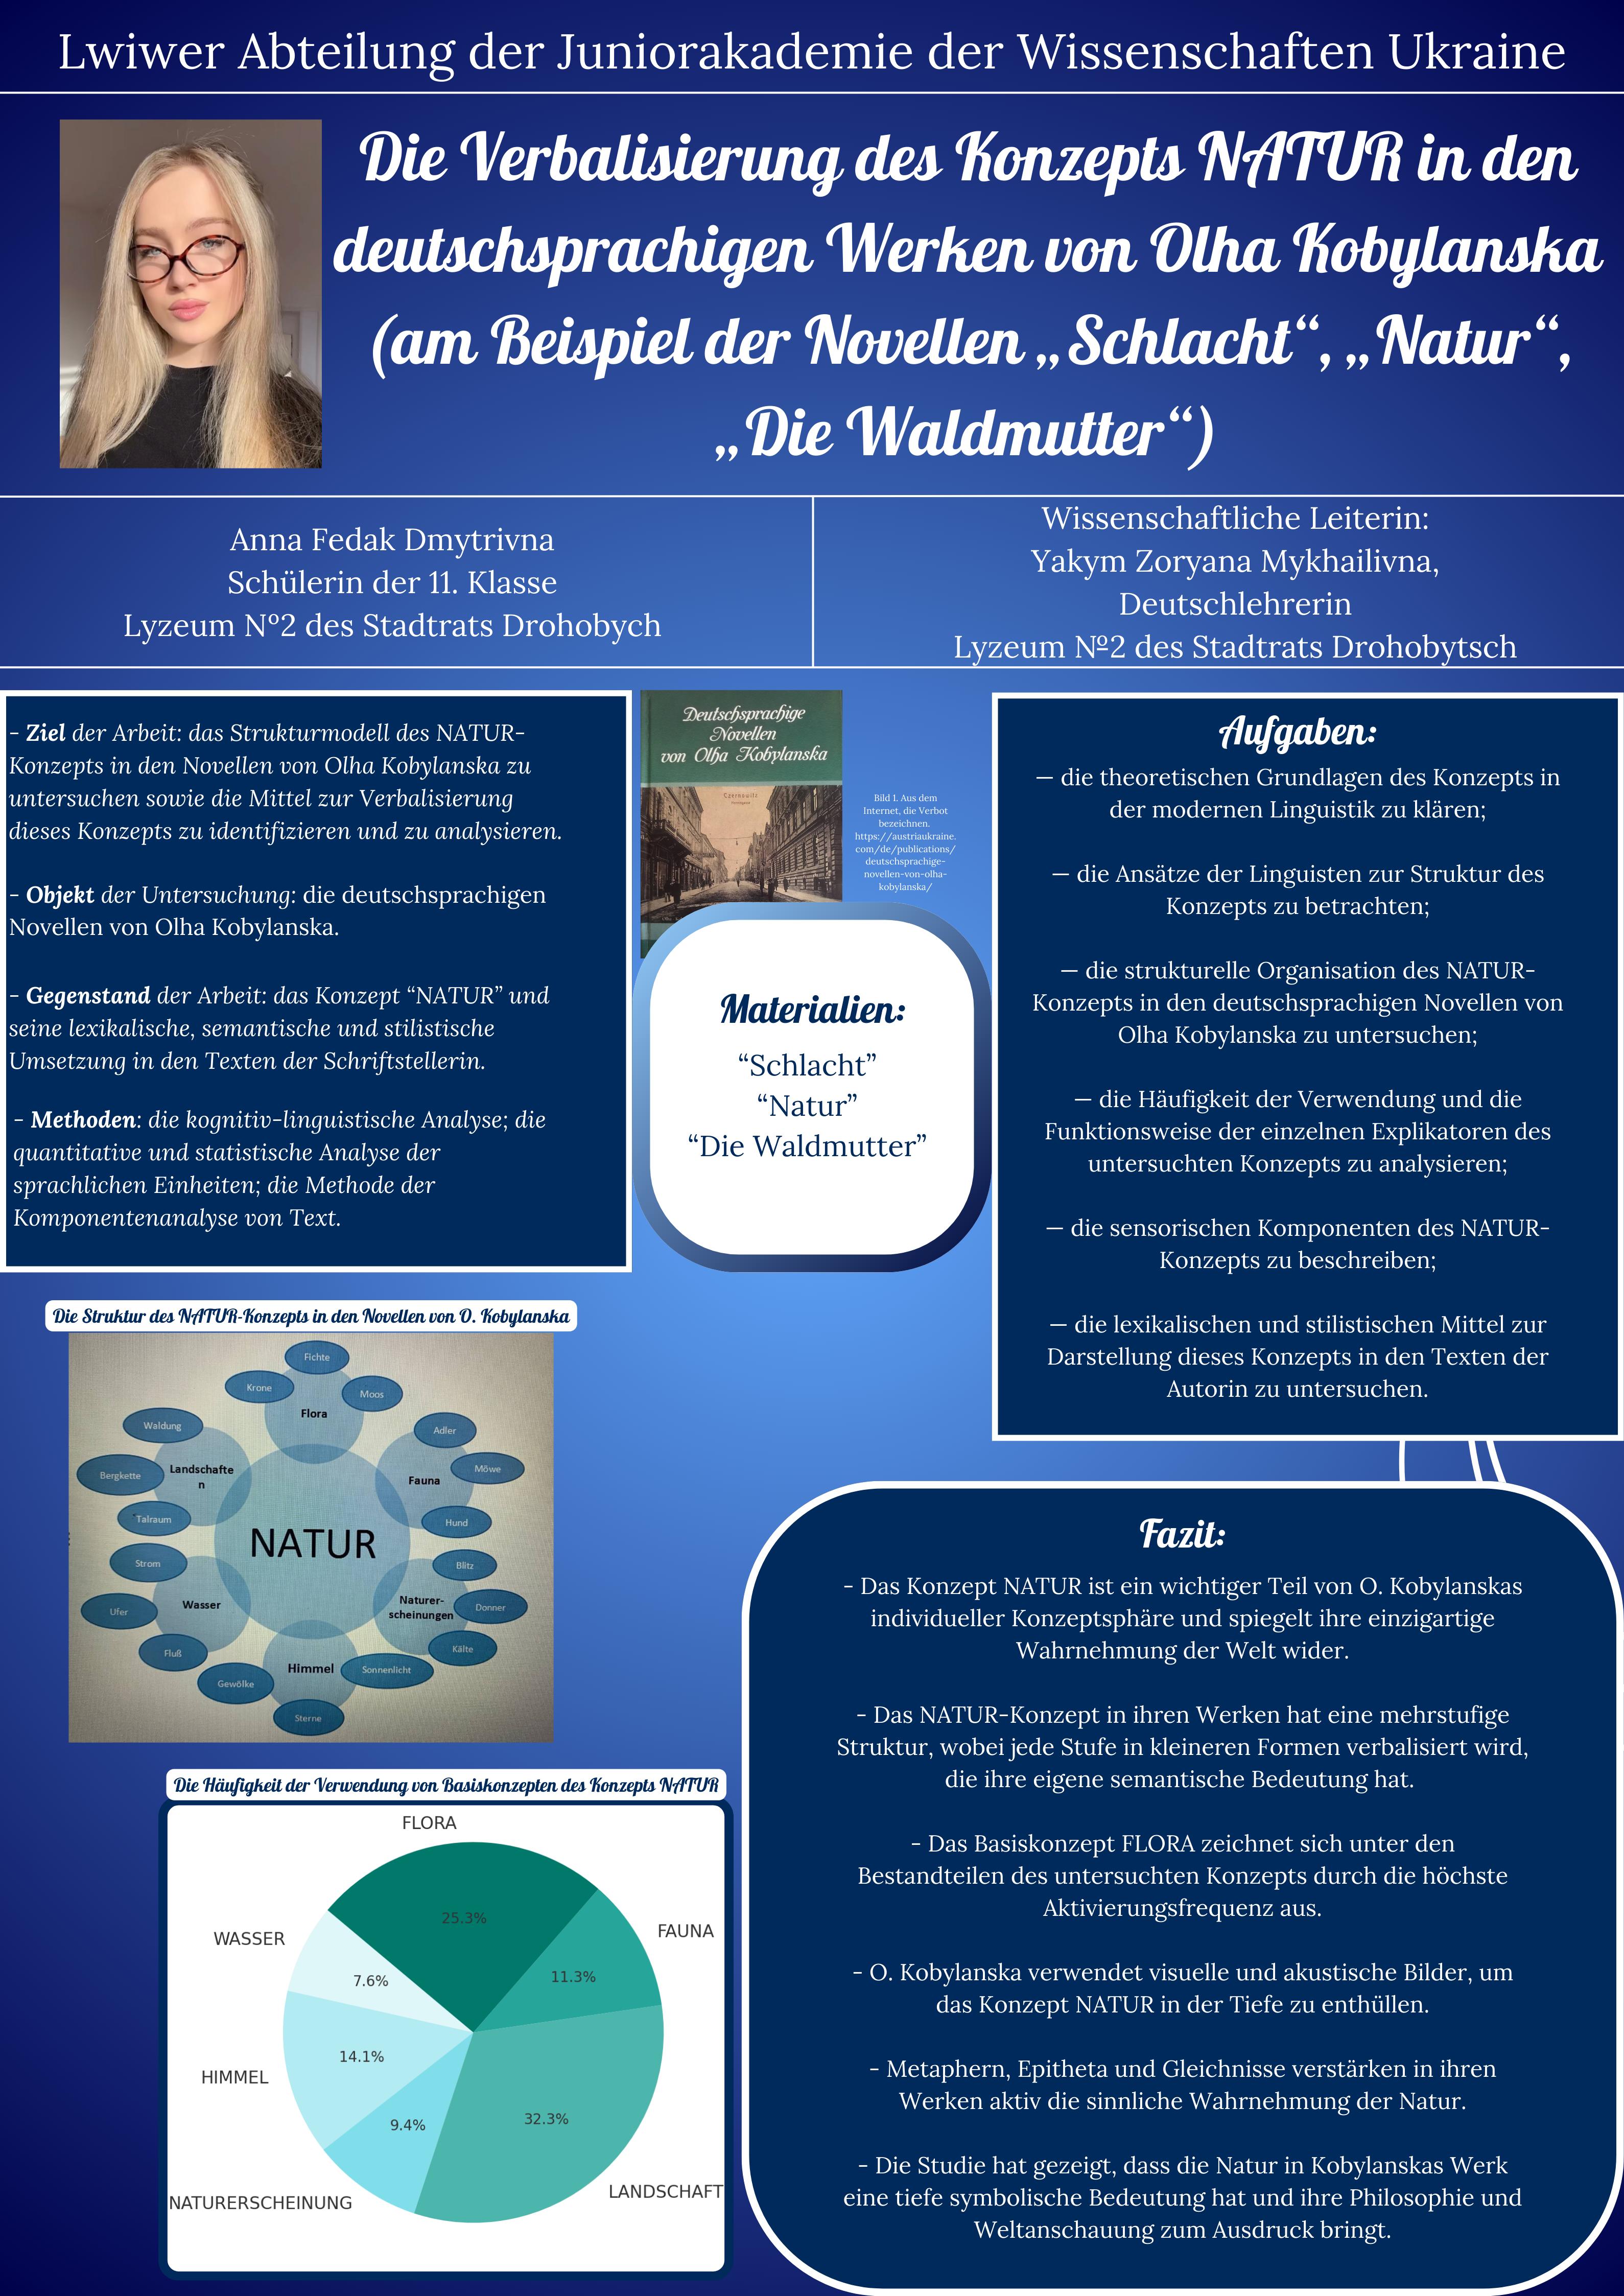 Lwiwer Abteilung der Juniorakademie der Wissenschaften Ukraine
Die Verbalisierung des Konzepts NATUR in den
deutschsprachigen Werken von Olha Kobylanska
(am Beispiel der Novellen „Schlacht“, „Natur“,
„Die Waldmutter“)
Anna Fedak Dmytrivna
Schülerin der 11. Klasse
Lyzeum Nº2 des Stadtrats Drohobych
Wissenschaftliche Leiterin:
Yakym Zoryana Mykhailivna,
Deutschlehrerin
Lyzeum №2 des Stadtrats Drohobytsch
- Ziel der Arbeit: das Strukturmodell des NATUR-
Konzepts in den Novellen von Olha Kobylanska zu
untersuchen sowie die Mittel zur Verbalisierung
dieses Konzepts zu identifizieren und zu analysieren.
- Objekt der Untersuchung: die deutschsprachigen
Novellen von Olha Kobylanska.
- Gegenstand der Arbeit: das Konzept “NATUR” und
seine lexikalische, semantische und stilistische
Umsetzung in den Texten der Schriftstellerin.
- Methoden: die kognitiv-linguistische Analyse; die
quantitative und statistische Analyse der
sprachlichen Einheiten; die Methode der
Komponentenanalyse von Text.
Deutschsprachige
Novellen
von Olha Kobylanska
Czernowitz
Bild 1. Aus dem
Internet, die Verbot
bezeichnen.
https://austriaukraine.
com/de/publications/
deutschsprachige-
novellen-von-olha-
kobylanska/
Materialien:
“Schlacht”
“Natur”
“Die Waldmutter”
Aufgaben:
— die theoretischen Grundlagen des Konzepts in
der modernen Linguistik zu klären;
— die Ansätze der Linguisten zur Struktur des
Konzepts zu betrachten;
— die strukturelle Organisation des NATUR-
Konzepts in den deutschsprachigen Novellen von
Olha Kobylanska zu untersuchen;
— die Häufigkeit der Verwendung und die
Funktionsweise der einzelnen Explikatoren des
untersuchten Konzepts zu analysieren;
— die sensorischen Komponenten des NATUR-
Konzepts zu beschreiben;
— die lexikalischen und stilistischen Mittel zur
Darstellung dieses Konzepts in den Texten der
Autorin zu untersuchen.
Die Struktur des NATUR-Konzepts in den Novellen von O. Kobylanska
Fichte
Krone
Moos
Flora
Waldung
Adler
Bergkette
Landschafte
n
Fauna
Möwe
Talraum
Hund
NATUR
Strom
Blitz
Ufer
Wasser
Naturer-
scheinungen
Donner
Fluß
Kälte
Himmel
Sonnenlicht
Gewölke
Sterne
Die Häufigkeit der Verwendung von Basiskonzepten des Konzepts NATUR
FLORA
25.3%
WASSER
FAUNA
7.6%
11.3%
14.1%
HIMMEL
9.4%
32.3%
NATURERSCHEINUNG
LANDSCHAFT
Fazit:
- Das Konzept NATUR ist ein wichtiger Teil von O. Kobylanskas
individueller Konzeptsphäre und spiegelt ihre einzigartige
Wahrnehmung der Welt wider.
- Das NATUR-Konzept in ihren Werken hat eine mehrstufige
Struktur, wobei jede Stufe in kleineren Formen verbalisiert wird,
die ihre eigene semantische Bedeutung hat.
- Das Basiskonzept FLORA zeichnet sich unter den
Bestandteilen des untersuchten Konzepts durch die höchste
Aktivierungsfrequenz aus.
- O. Kobylanska verwendet visuelle und akustische Bilder, um
das Konzept NATUR in der Tiefe zu enthüllen.
- Metaphern, Epitheta und Gleichnisse verstärken in ihren
Werken aktiv die sinnliche Wahrnehmung der Natur.
- Die Studie hat gezeigt, dass die Natur in Kobylanskas Werk
eine tiefe symbolische Bedeutung hat und ihre Philosophie und
Weltanschauung zum Ausdruck bringt.